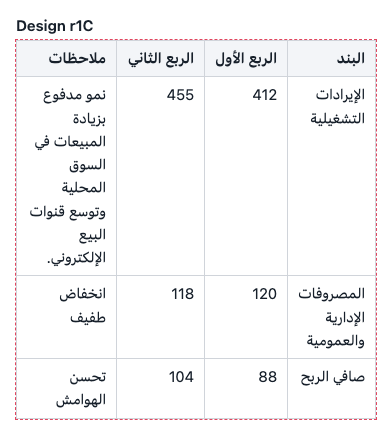 Design r1C
البند الربع الأول الربع الثاني ملاحظات
الإيرادات 412 455 نمو مدفوع
التشغيلية بزيادة
المبيعات في
السوق
المحلية
وتوسع قنوات
البيع
الإلكتروني.
المصروفات 120 118 انخفاض
الإدارية طفيف
والعمومية
صافي الربح 88 104 تحسن
الهوامش